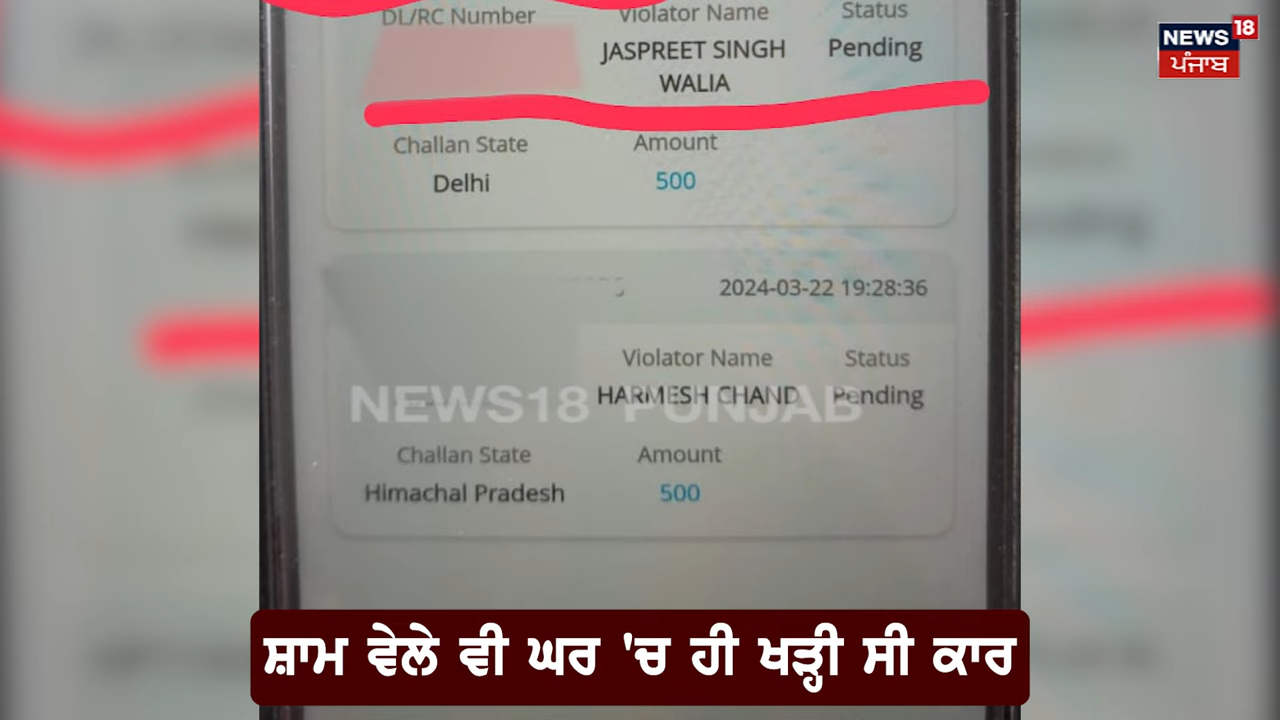 DL/RC Number
Violator Name
Status
JASPREET SINGH
WALIA
Pending
Challan State
Amount
Delhi
500
2024-03-22 19:28:36
Violator Name
Status
HARMESH CHAND
Pending
NEWS18 PUNJAB
Challan State
Amount
Himachal Pradesh
500
NEWS 18
ਪੰਜਾਬ
ਸ਼ਾਮ ਵੇਲੇ ਵੀ ਘਰ 'ਚ ਹੀ ਖੜ੍ਹੀ ਸੀ ਕਾਰ